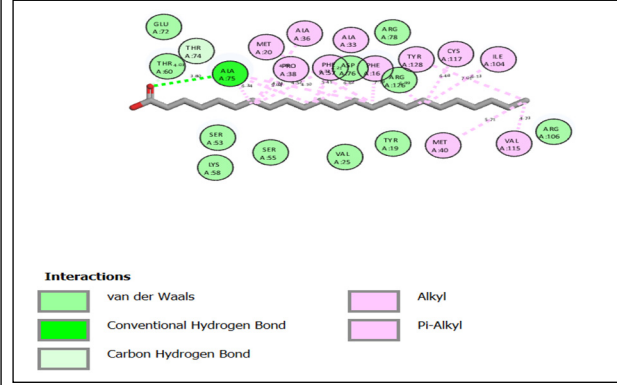 GLU
A:72
THR
A:74
THR
A:60
ALA
A:75
MET
A:20
ALA
A:36
PRO
A:38
ALA
A:33
PHE
A:57
ASP
A:76
PHE
A:16
ARG
A:78
ARG
A:126
TYR
A:128
CYS
A:117
ILE
A:104
SER
A:53
LYS
A:58
SER
A:55
VAL
A:25
TYR
A:19
MET
A:40
VAL
A:115
ARG
A:106
Interactions
van der Waals
Conventional Hydrogen Bond
Carbon Hydrogen Bond
Alkyl
Pi-Alkyl